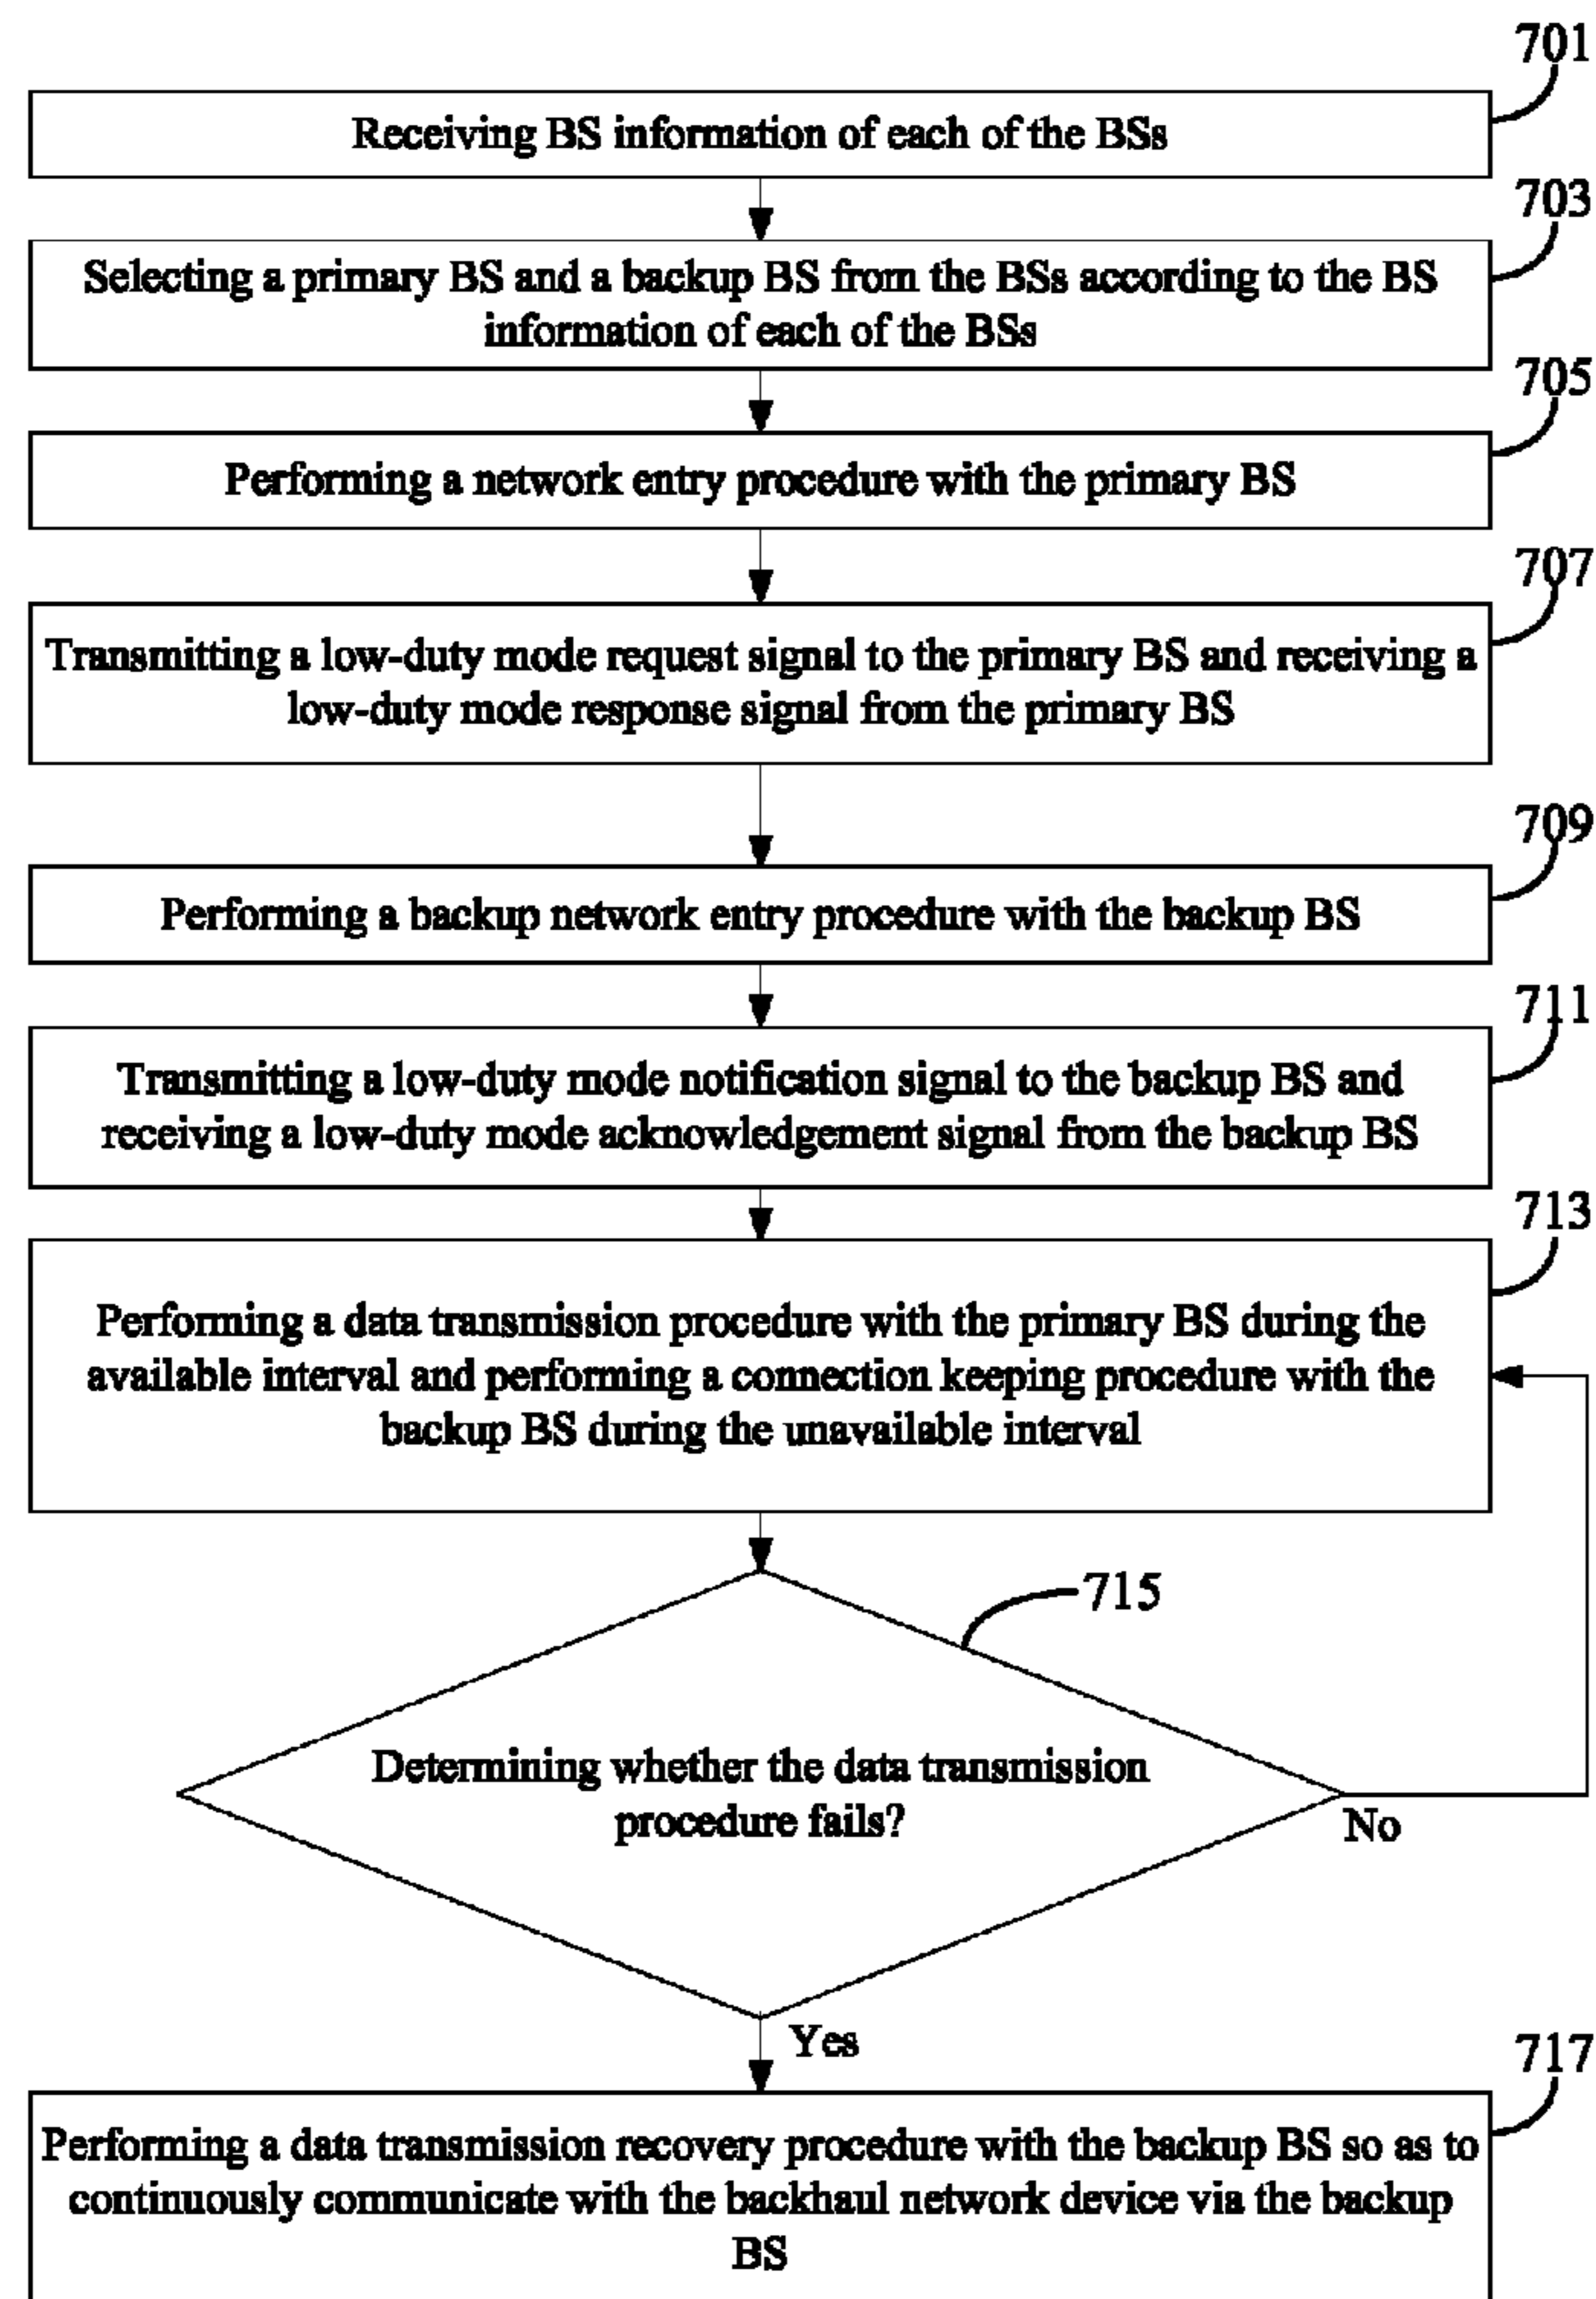 701
Receiving BS information of each of the BSs
703
Selecting a primary BS and a backup BS from the BSs according to the BS
information of each of the BSs
705
Performing a network entry procedure with the primary BS
707
Transmitting a low-duty mode request signal to the primary BS and receiving a
low-duty mode response signal from the primary BS
709
Performing a backup network entry procedure with the backup BS
711
Transmitting a low-duty mode notification signal to the backup BS and
receiving a low-duty mode acknowledgement signal from the backup BS
713
Performing a data transmission procedure with the primary BS during the
available interval and performing a connection keeping procedure with the
backup BS during the unavailable interval
715
Determining whether the data transmission
procedure fails?
No
Yes
717
Performing a data transmission recovery procedure with the backup BS so as to
continuously communicate with the backhaul network device via the backup
BS